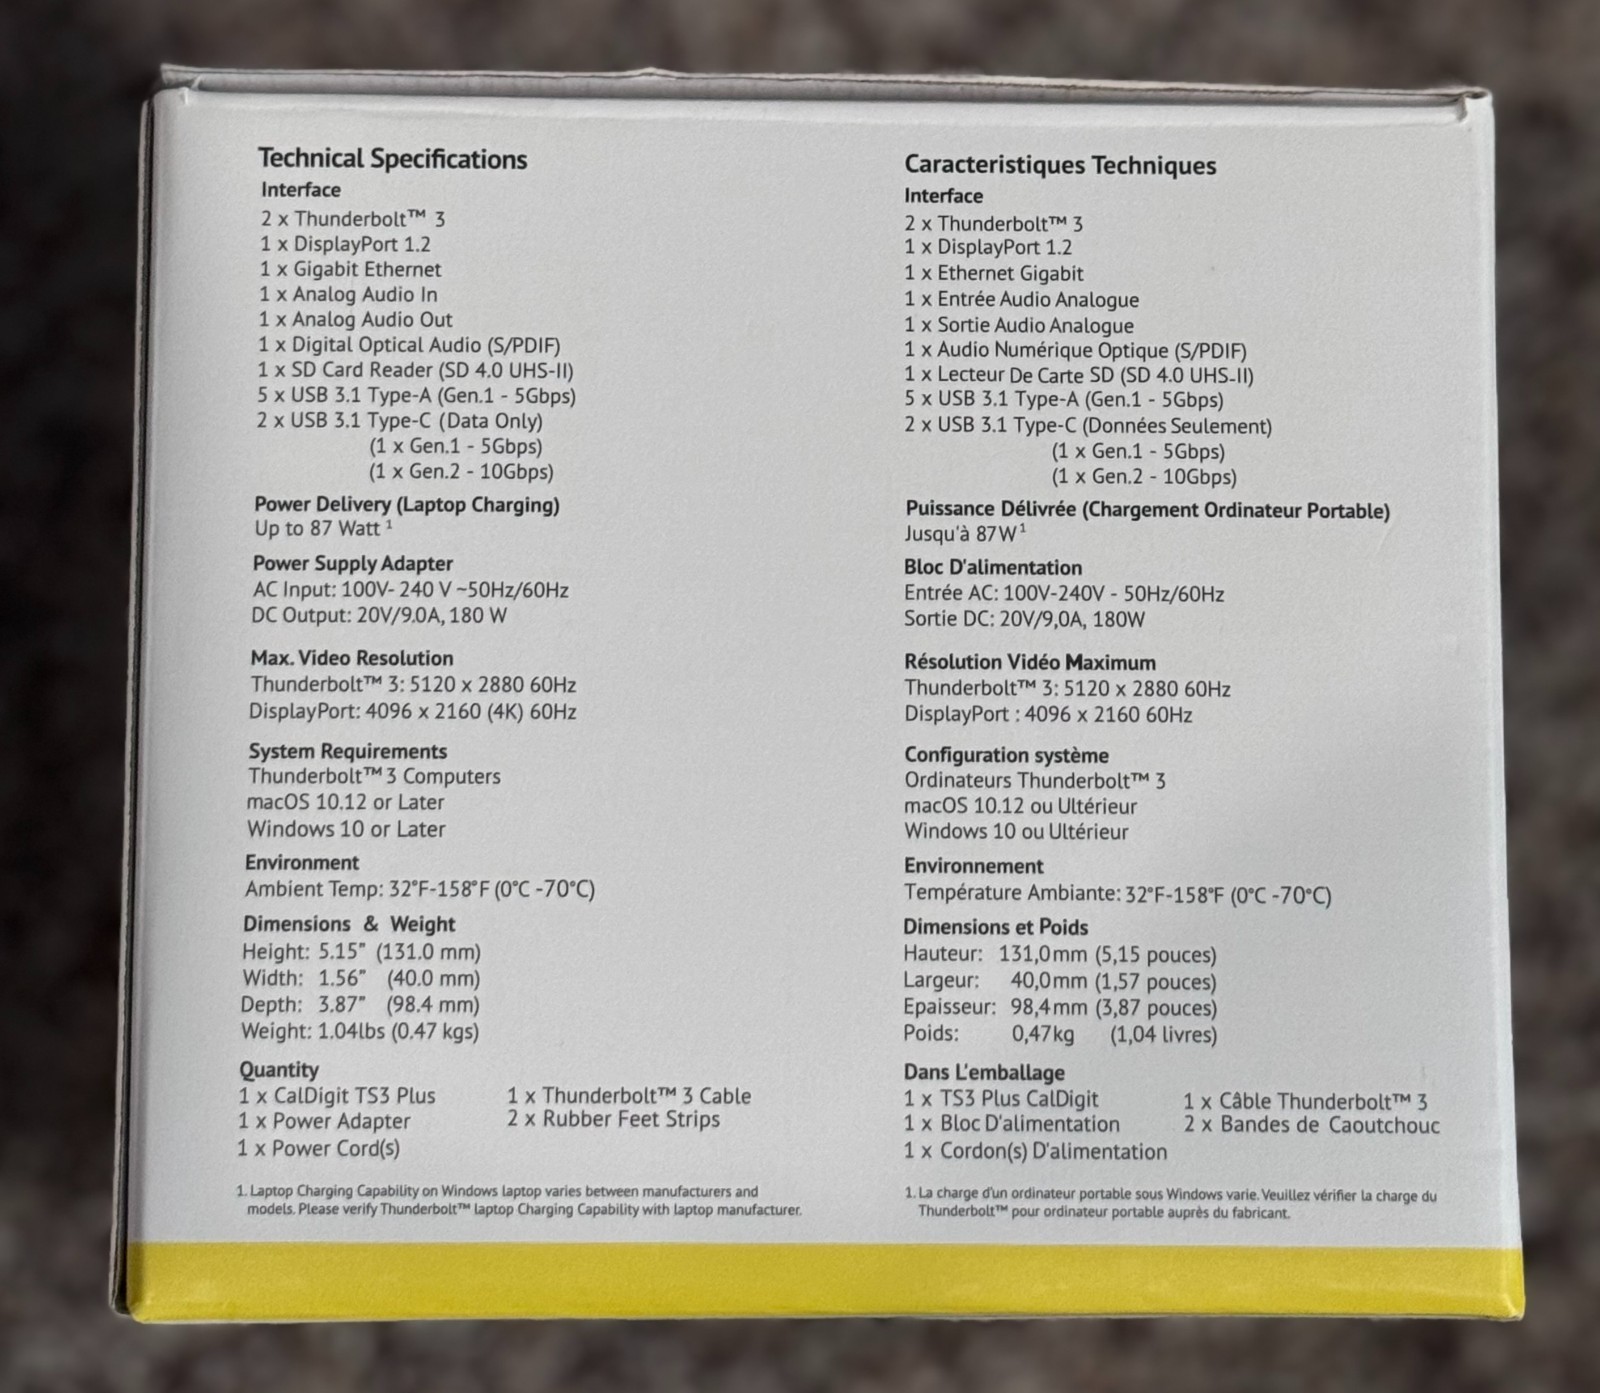 Technical Specifications
Interface
2 x Thunderbolt™ 3
1 x DisplayPort 1.2
1 x Gigabit Ethernet
1 x Analog Audio In
1 x Analog Audio Out
1 x Digital Optical Audio (S/PDIF)
1 x SD Card Reader (SD 4.0 UHS-II)
5 x USB 3.1 Type-A (Gen.1 - 5Gbps)
2 x USB 3.1 Type-C (Data Only)
(1 x Gen.1 - 5Gbps)
(1 x Gen.2 - 10Gbps)
Power Delivery (Laptop Charging)
Up to 87 Watt ¹
Power Supply Adapter
AC Input: 100V- 240 V ~50Hz/60Hz
DC Output: 20V/9.0A, 180 W
Max. Video Resolution
Thunderbolt™ 3: 5120 x 2880 60Hz
DisplayPort: 4096 x 2160 (4K) 60Hz
System Requirements
Thunderbolt™ 3 Computers
macOS 10.12 or Later
Windows 10 or Later
Environment
Ambient Temp: 32°F-158°F (0°C -70°C)
Dimensions & Weight
Height: 5.15" (131.0 mm)
Width: 1.56" (40.0 mm)
Depth: 3.87" (98.4 mm)
Weight: 1.04lbs (0.47 kgs)
Quantity
1 x CalDigit TS3 Plus
1 x Power Adapter
1 x Power Cord(s)
1 x Thunderbolt™ 3 Cable
2 x Rubber Feet Strips
1. Laptop Charging Capability on Windows laptop varies between manufacturers and
models. Please verify Thunderbolt™ laptop Charging Capability with laptop manufacturer.
Caracteristiques Techniques
Interface
2 x Thunderbolt™ 3
1 x DisplayPort 1.2
1 x Ethernet Gigabit
1 x Entrée Audio Analogue
1 x Sortie Audio Analogue
1 x Audio Numérique Optique (S/PDIF)
1 x Lecteur De Carte SD (SD 4.0 UHS-II)
5 x USB 3.1 Type-A (Gen.1 - 5Gbps)
2 x USB 3.1 Type-C (Données Seulement)
(1 x Gen.1 - 5Gbps)
(1 x Gen.2 - 10Gbps)
Puissance Délivrée (Chargement Ordinateur Portable)
Jusqu'à 87W¹
Bloc D'alimentation
Entrée AC: 100V-240V - 50Hz/60Hz
Sortie DC: 20V/9,0A, 180W
Résolution Vidéo Maximum
Thunderbolt™ 3: 5120 x 2880 60Hz
DisplayPort : 4096 x 2160 60Hz
Configuration système
Ordinateurs Thunderbolt™ 3
macOS 10.12 ou Ultérieur
Windows 10 ou Ultérieur
Environnement
Température Ambiante: 32°F-158°F (0°C -70°C)
Dimensions et Poids
Hauteur: 131,0mm (5,15 pouces)
Largeur: 40,0mm (1,57 pouces)
Epaisseur: 98,4mm (3,87 pouces)
Poids: 0,47kg (1,04 livres)
Dans L'emballage
1 x TS3 Plus CalDigit
1 x Bloc D'alimentation
1 x Cordon(s) D'alimentation
1 x Câble Thunderbolt™ 3
2 x Bandes de Caoutchouc
1. La charge d'un ordinateur portable sous Windows varie. Veuillez vérifier la charge du
Thunderbolt™ pour ordinateur portable auprès du fabricant.